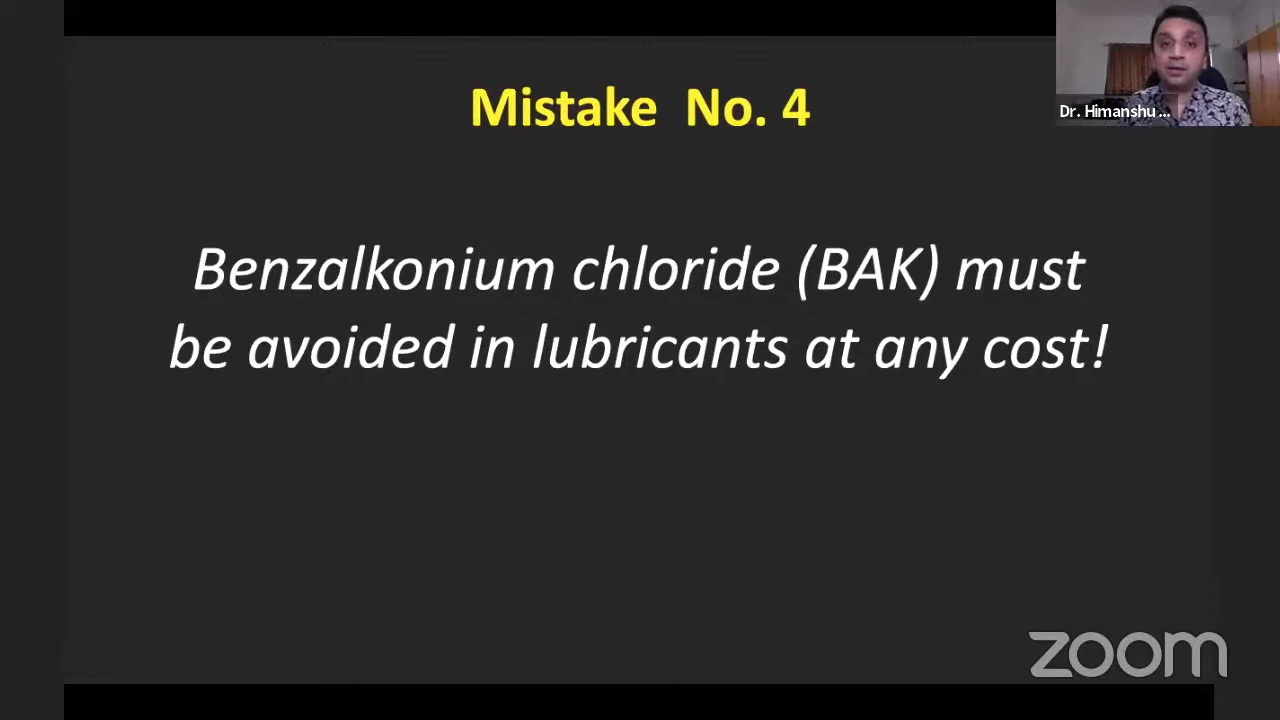 Mistake No. 4
Dr. Himanshu ...
Benzalkonium chloride (BAK) must
be avoided in lubricants at any cost!
zoom